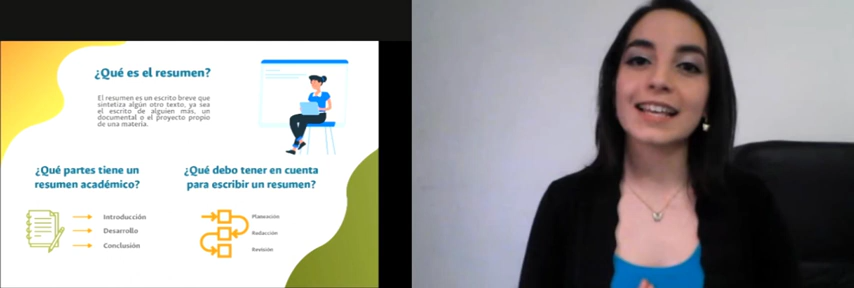 ¿Qué es el resumen?
El resumen es un escrito breve que
sintetiza algún otro texto, ya sea
el escrito de alguien más, un
documental o el proyecto propio
de una materia.
¿Qué partes tiene un
resumen académico?
Introducción
Desarrollo
Conclusión
¿Qué debo tener en cuenta
para escribir un resumen?
Planeación
Redacción
Revisión